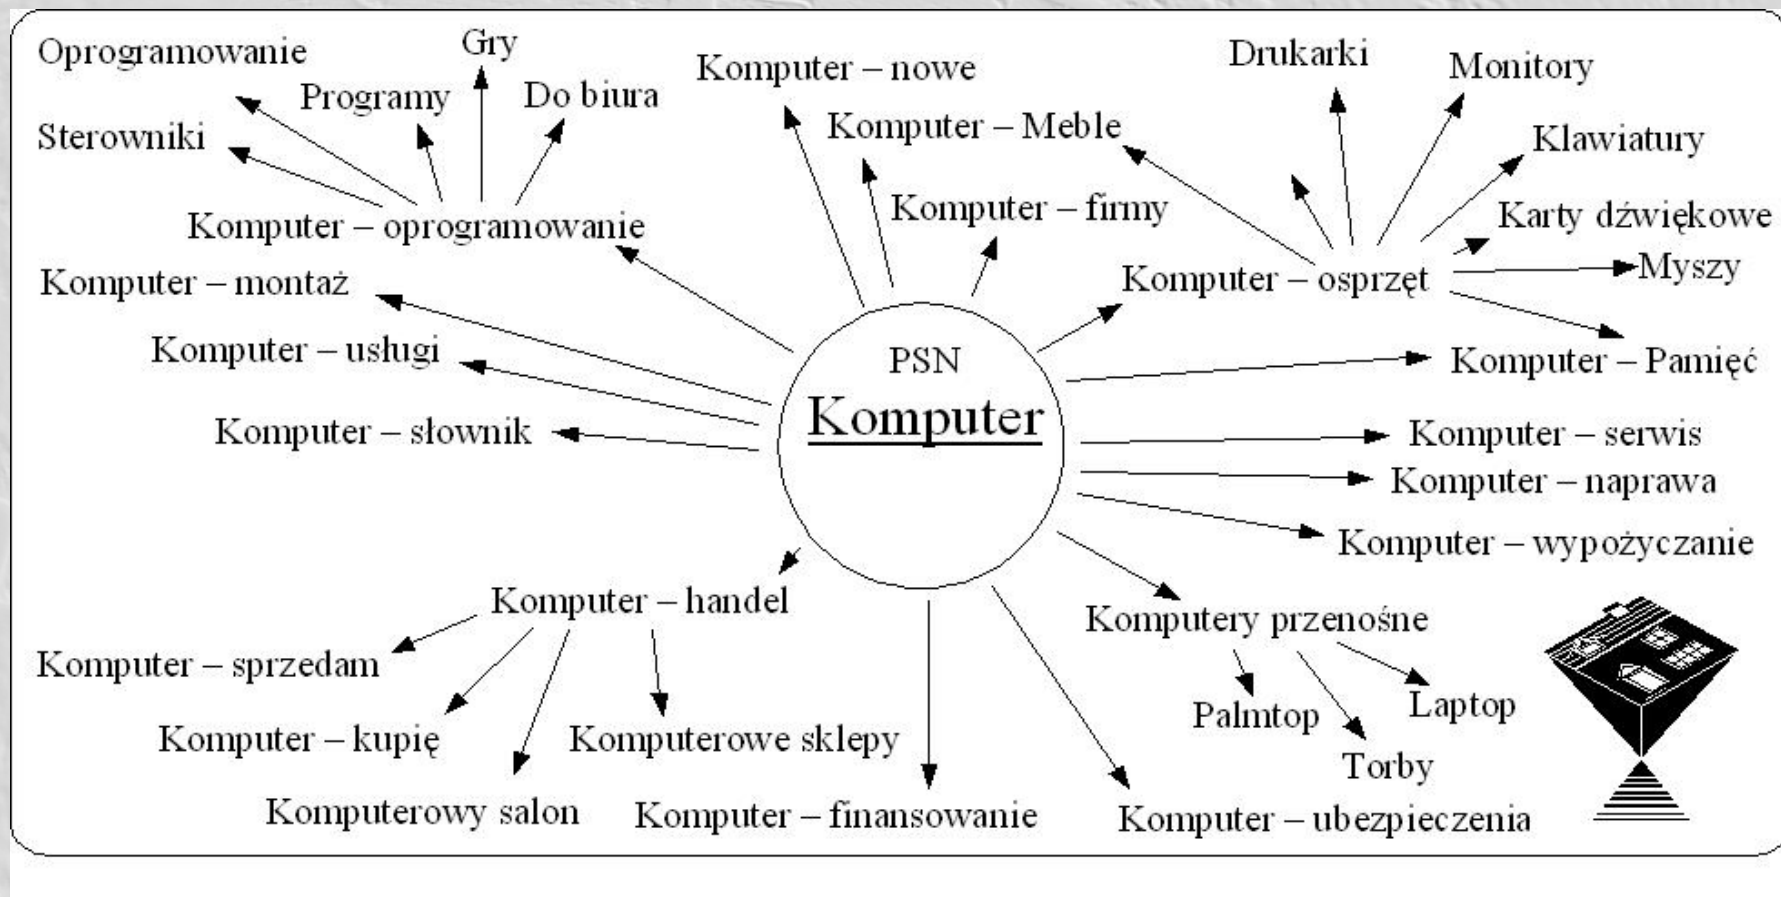 Oprogramowanie
Gry
Programy
Do biura
Sterowniki
Komputer – oprogramowanie
Komputer – nowe
Komputer – Meble
Komputer – firmy
Drukarki
Monitory
Klawiatury
Karty dźwiękowe
Komputer – osprzęt
Myszy
Komputer – montaż
Komputer – usługi
Komputer – słownik
PSN
Komputer
Komputer – Pamięć
Komputer – serwis
Komputer – naprawa
Komputer – wypożyczanie
Komputer – handel
Komputer – sprzedam
Komputer – kupię
Komputerowe sklepy
Komputerowy salon
Komputer – finansowanie
Komputer – ubezpieczenia
Komputery przenośne
Palmtop
Laptop
Torby